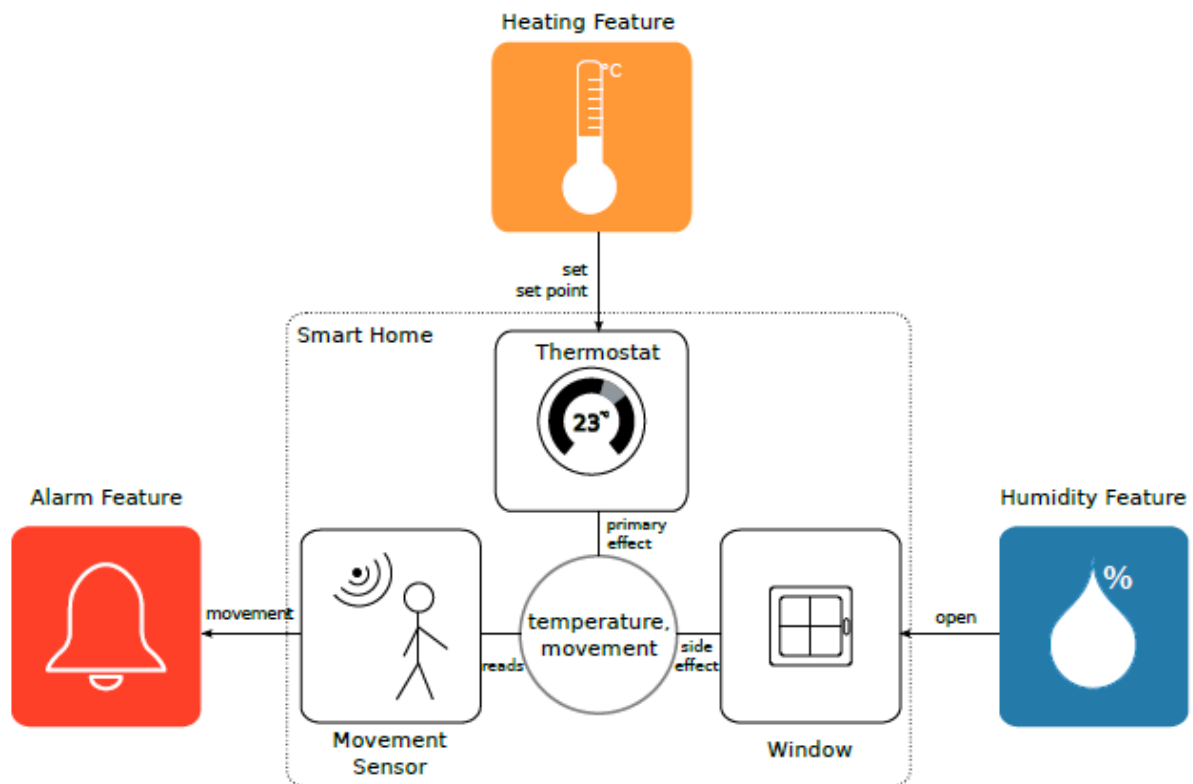 Heating Feature
°C
set
set point
Smart Home
Thermostat
23°C
Alarm Feature
Humidity Feature
primary
effect
%
movement
temperature,
movement
open
reads
side
effect
Movement
Sensor
Window